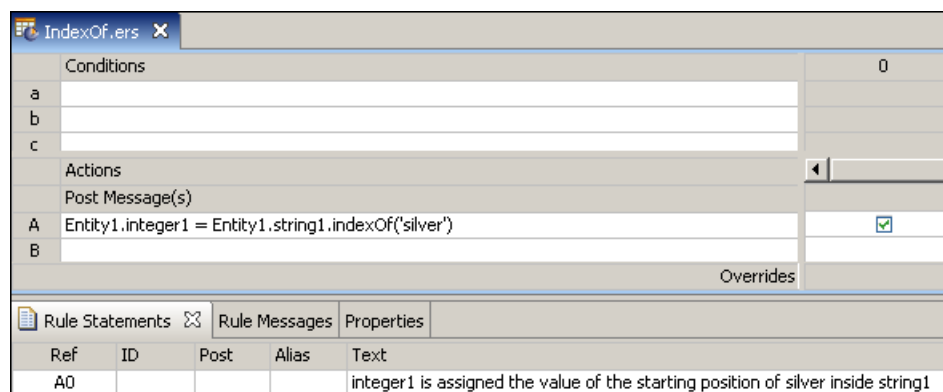 IndexOf.ers
Conditions 0
a
b
c
Actions
Post Message(s)
A Entity1.integer1 = Entity1.string1.indexOf('silver')
B
Overrides
Rule Statements Rule Messages Properties
Ref ID Post Alias Text
A0 integer1 is assigned the value of the starting position of silver inside string1